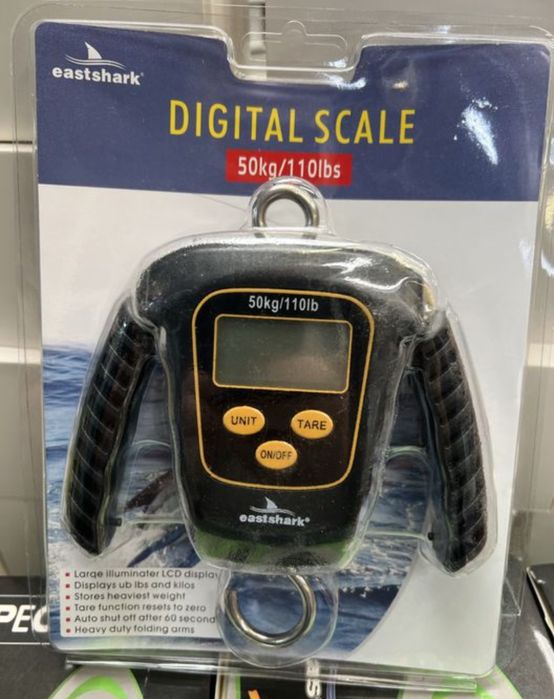 eastshark®
DIGITAL SCALE
50kg/110lbs
50kg/110lb
UNIT
TARE
ON/OFF
eastshark®
Large illuminater LCD display
Displays ub lbs and kilos
Stores heaviest weight
Tare function resets to zero
Auto shut off after 60 second
Heavy duty folding arms